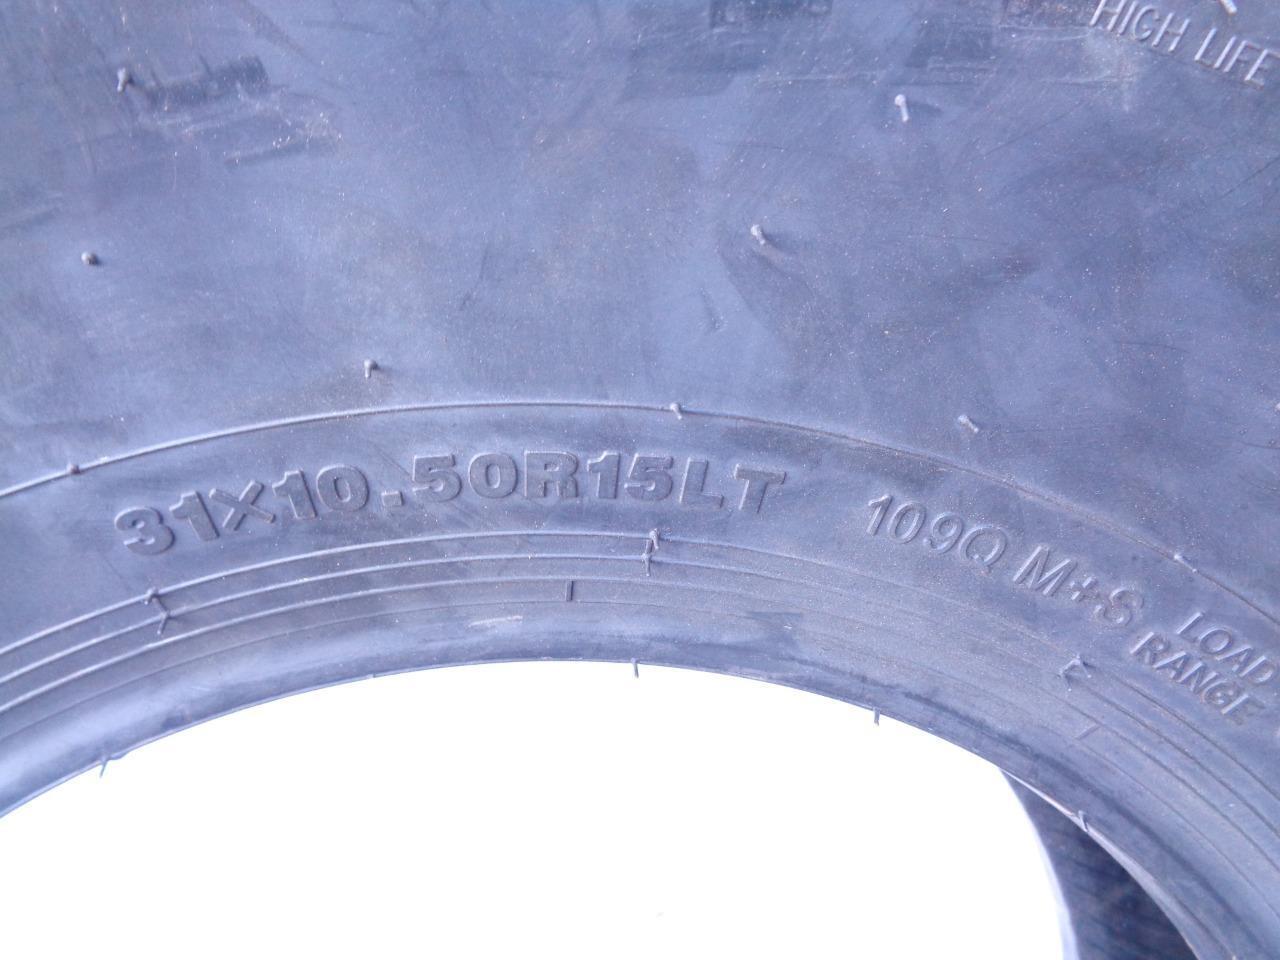 HIGH LIFE
31X10.50R15LT 109Q M+S LOAD
RANGE